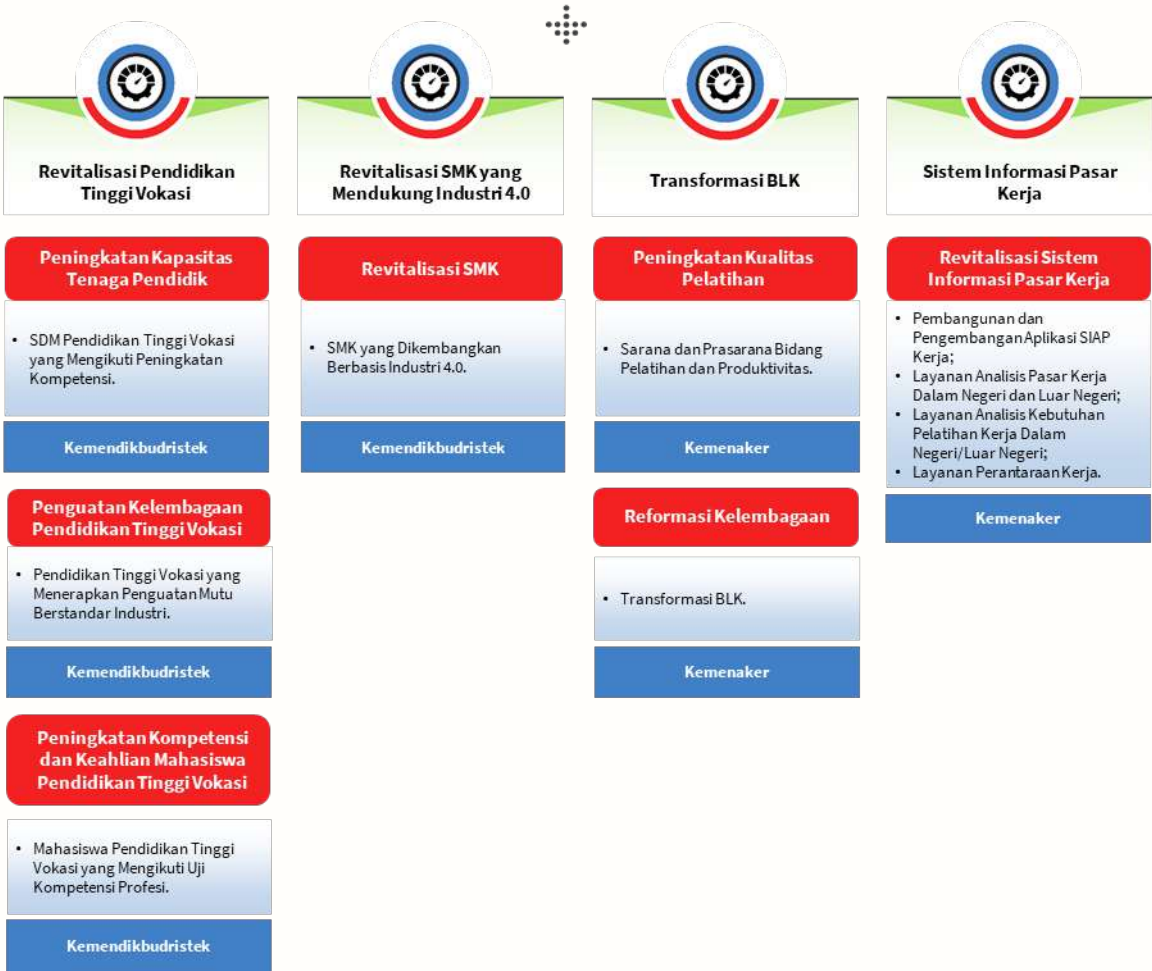 Revitalisasi Pendidikan
Tinggi Vokasi
Peningkatan Kapasitas
Tenaga Pendidik
• SDM Pendidikan Tinggi Vokasi
yang Mengikuti Peningkatan
Kompetensi.
Kemendikbudristek
Penguatan Kelembagaan
Pendidikan Tinggi Vokasi
• Pendidikan Tinggi Vokasi yang
Menerapkan Penguatan Mutu
Berstandar Industri.
Kemendikbudristek
Peningkatan Kompetensi
dan Keahlian Mahasiswa
Pendidikan Tinggi Vokasi
• Mahasiswa Pendidikan Tinggi
Vokasi yang Mengikuti Uji
Kompetensi Profesi.
Kemendikbudristek
Revitalisasi SMK yang
Mendukung Industri 4.0
Revitalisasi SMK
• SMK yang Dikembangkan
Berbasis Industri 4.0.
Kemendikbudristek
Transformasi BLK
Peningkatan Kualitas
Pelatihan
• Sarana dan Prasarana Bidang
Pelatihan dan Produktivitas.
Kemenaker
Reformasi Kelembagaan
• Transformasi BLK.
Kemenaker
Sistem Informasi Pasar
Kerja
Revitalisasi Sistem
Informasi Pasar Kerja
• Pembangunan dan
Pengembangan Aplikasi SIAP
Kerja;
• Layanan Analisis Pasar Kerja
Dalam Negeri dan Luar Negeri;
• Layanan Analisis Kebutuhan
Pelatihan Kerja Dalam
Negeri/Luar Negeri;
• Layanan Perantaraan Kerja.
Kemenaker